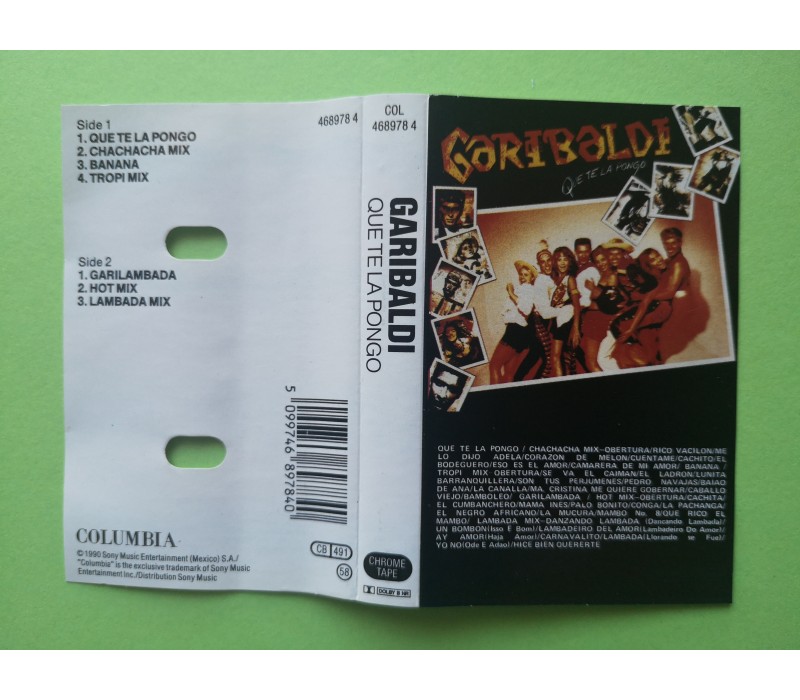 Side 1
1. QUE TE LA PONGO
2. CHACHACHA MIX
3. BANANA
4. TROPI MIX
Side 2
1. GARILAMBADA
2. HOT MIX
3. LAMBADA MIX
468978 4
5 099746 897840
COLUMBIA
©1990 Sony Music Entertainment (Mexico) S.A./
"Columbia" is the exclusive trademark of Sony Music
Entertainment Inc./Distribution Sony Music
CB 491
58
COL
468978 4
GARIBALDI
QUE TE LA PONGO
CHROME
TAPE
DOLBY B NR
GARIBALDI
QUE TE LA PONGO
QUE TE LA PONGO / CHACHACHA MIX–OBERTURA/RICO VACILON/ME
LO DIJO ADELA/CORAZON DE MELON/CUENTAME/CACHITO/EL
BODEGUERO/ESO ES EL AMOR/CAMARERA DE MI AMOR/ BANANA /
TROPI MIX OBERTURA/SE VA EL CAIMAN/EL LADRON/LUNITA
BARRANQUILLERA/SON TUS PERJUMENES/PEDRO NAVAJAS/BAIAO
DE ANA/LA CANALLA/MA. CRISTINA ME QUIERE GOBERNAR/CABALLO
VIEJO/BAMBOLEO/ GARILAMBADA / HOT MIX–OBERTURA/CACHITA/
EL CUMBANCHERO/MAMA INES/PALO BONITO/CONGA/LA PACHANGA/
EL NEGRO AFRICANO/LA MUCURA/MAMBO No. 8/QUE RICO EL
MAMBO/ LAMBADA MIX–DANZANDO LAMBADA (Dancando Lambada)/
UN BOMBON(Isso e Bom)/LAMBADERO DEL AMOR(Lambadeiro Do Amor)/
AY AMOR(Haja Amor)/CARNAVALITO/LAMBADA(Llorando se Fue)/
YO NO(Ode E Adao)/HICE BIEN QUERERTE